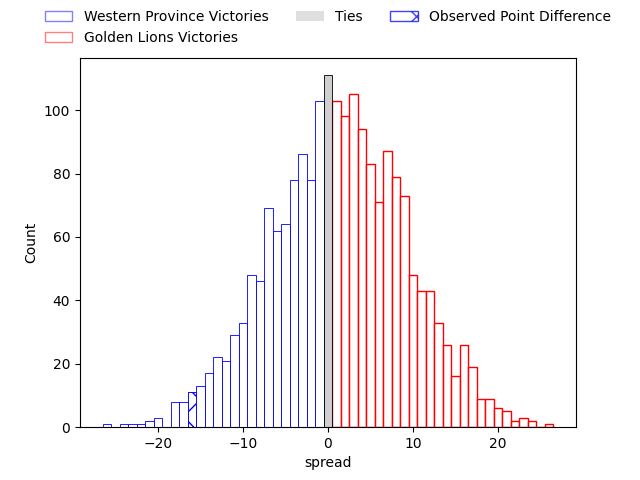 Western Province Victories
Ties
Observed Point Difference
Golden Lions Victories
100
80
60
40
20
0
Count
−20
−10
0
10
20
spread